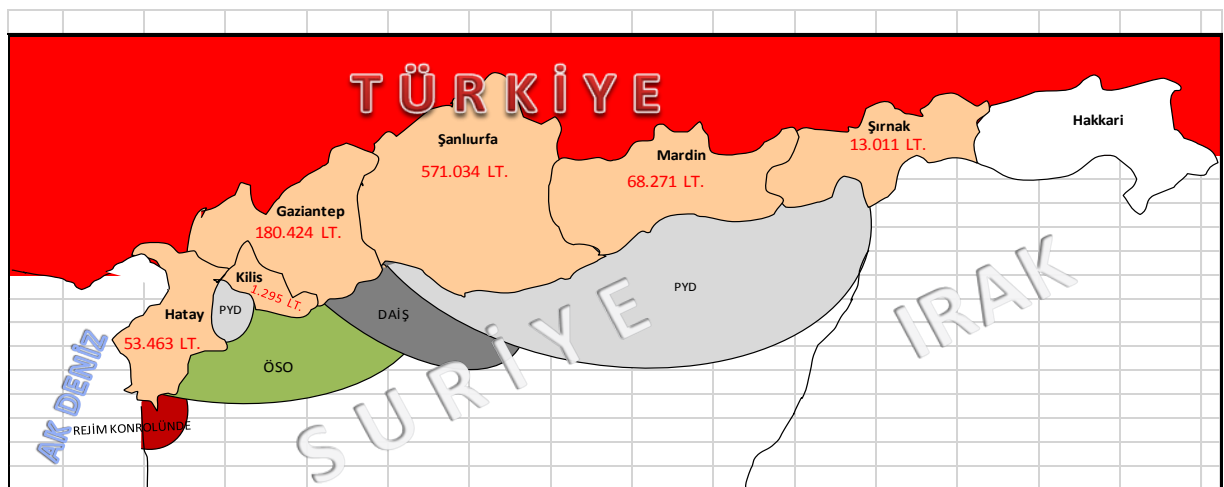 TÜRKİYE
Şırnak
13.011 LT.
Hakkari
Şanlıurfa
571.034 LT.
Mardin
68.271 LT.
Gaziantep
180.424 LT.
Kilis
1.295 LT.
Hatay
53.463 LT.
PYD
DAİŞ
PYD
ÖSO
REJİM KONROLÜNDE
AK DENİZ
SURİYE
IRAK